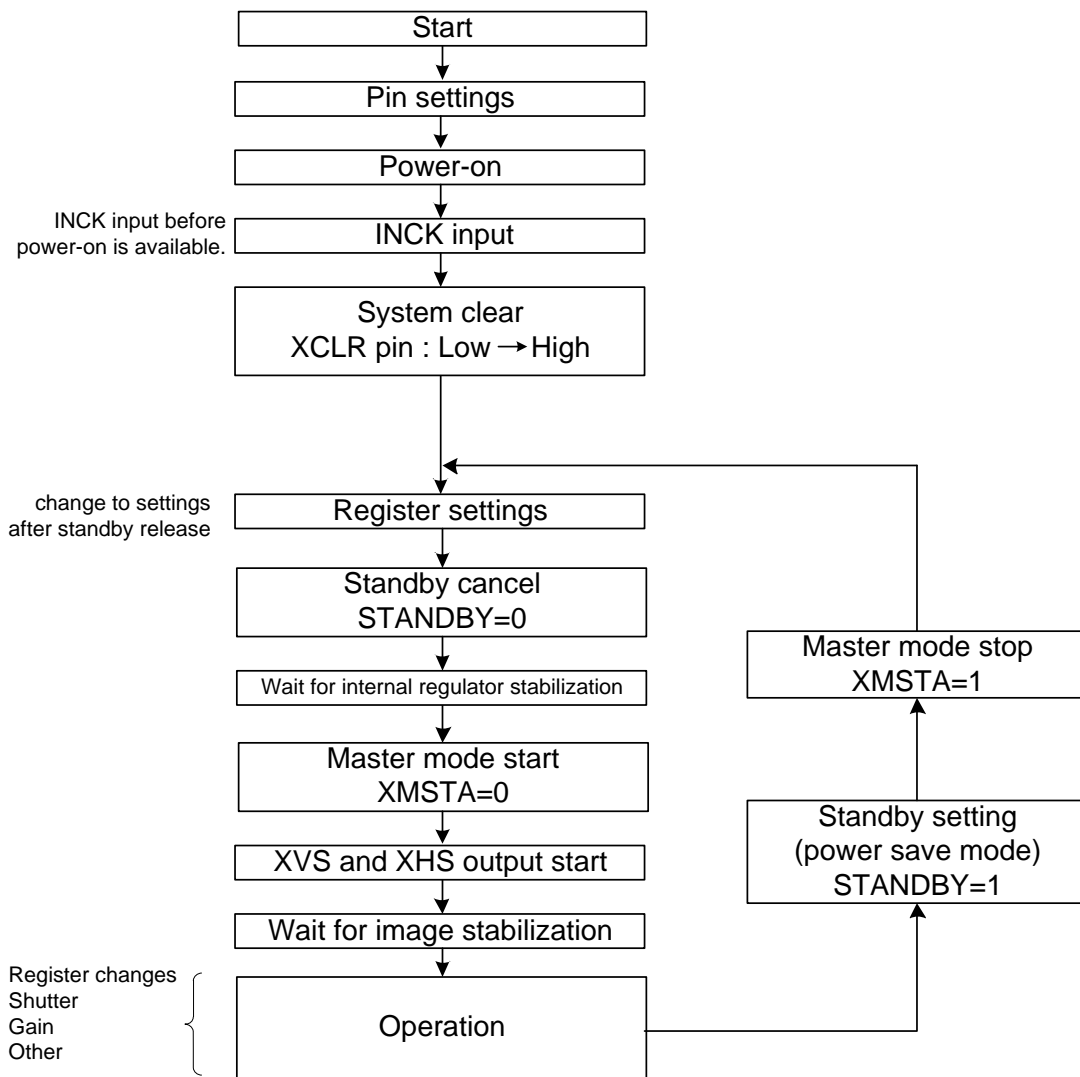 Start
Pin settings
Power-on
INCK input before
power-on is available.
INCK input
System clear
XCLR pin : Low → High
change to settings
after standby release
Register settings
Standby cancel
STANDBY=0
Wait for internal regulator stabilization
Master mode start
XMSTA=0
XVS and XHS output start
Wait for image stabilization
Register changes
Shutter
Gain
Other
Operation
Master mode stop
XMSTA=1
Standby setting
(power save mode)
STANDBY=1